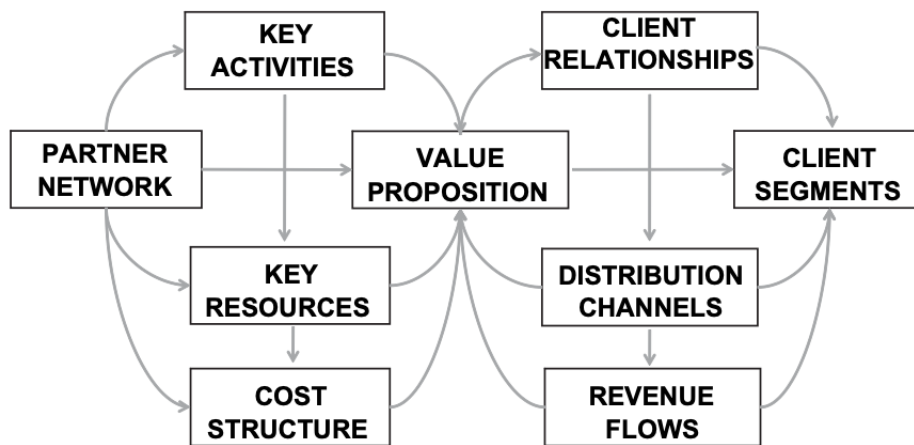 KEY
ACTIVITIES
CLIENT
RELATIONSHIPS
PARTNER
NETWORK
VALUE
PROPOSITION
CLIENT
SEGMENTS
KEY
RESOURCES
DISTRIBUTION
CHANNELS
COST
STRUCTURE
REVENUE
FLOWS